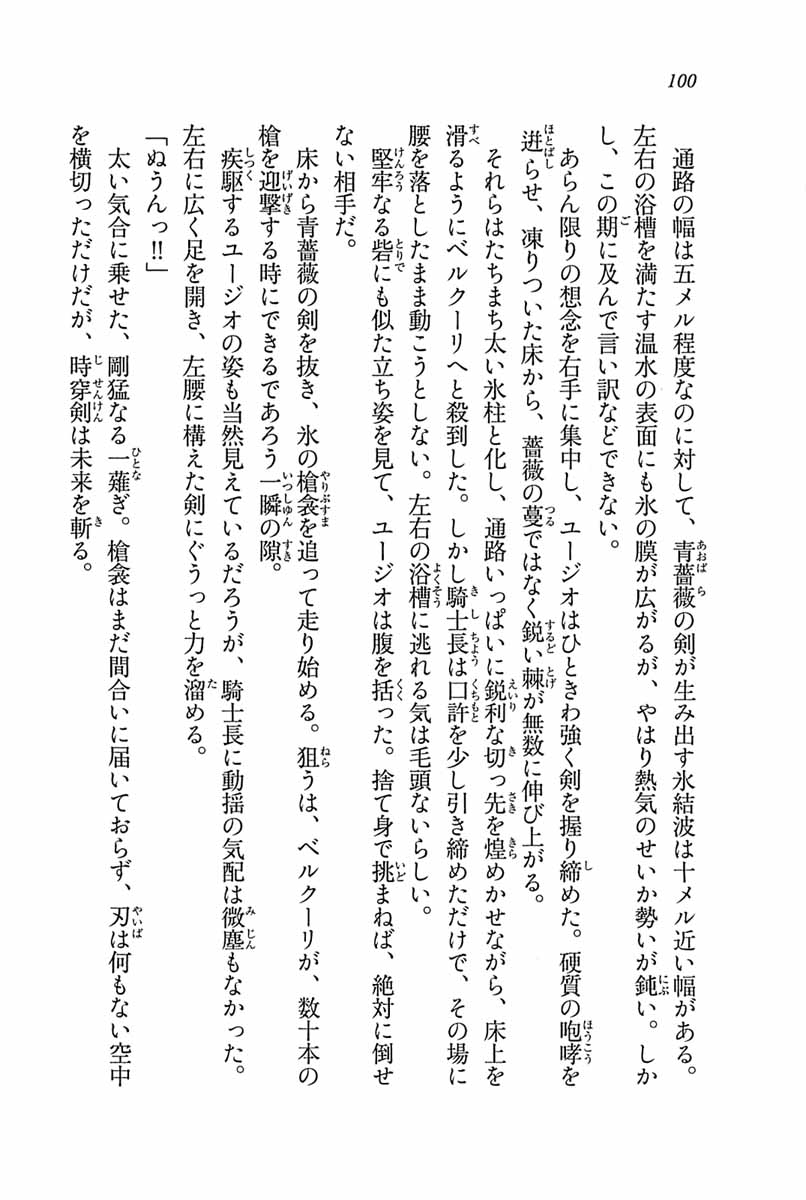 100
　通路の幅は五メル程度なのに対して、青薔薇の剣が生み出す氷結波は十メル近い幅がある。
左右の浴槽を満たす温水の表面にも氷の膜が広がるが、やはり熱気のせいか勢いが鈍い。しか
し、この期に及んで言い訳などできない。
　あらん限りの想念を右手に集中し、ユージオはひときわ強く剣を握り締めた。硬質の咆哮を
迸らせ、凍りついた床から、薔薇の蔓ではなく鋭い棘が無数に伸び上がる。
　それらはたちまち太い氷柱と化し、通路いっぱいに鋭利な切っ先を煌めかせながら、床上を
滑るようにベルクーリへと殺到した。しかし騎士長は口許を少し引き締めただけで、その場に
腰を落としたまま動こうとしない。左右の浴槽に逃れる気は毛頭ないらしい。
　堅牢なる砦にも似た立ち姿を見て、ユージオは腹を括った。捨て身で挑まねば、絶対に倒せ
ない相手だ。
　床から青薔薇の剣を抜き、氷の槍衾を追って走り始める。狙うは、ベルクーリが、数十本の
槍を迎撃する時にできるであろう一瞬の隙。
　疾駆するユージオの姿も当然見えているだろうが、騎士長に動揺の気配は微塵もなかった。
左右に広く足を開き、左腰に構えた剣にぐうっと力を溜める。
「ぬうんっ!!」
　太い気合に乗せた、剛猛なる一薙ぎ。槍衾はまだ間合いに届いておらず、刃は何もない空中
を横切っただけだが、時穿剣は未来を斬る。